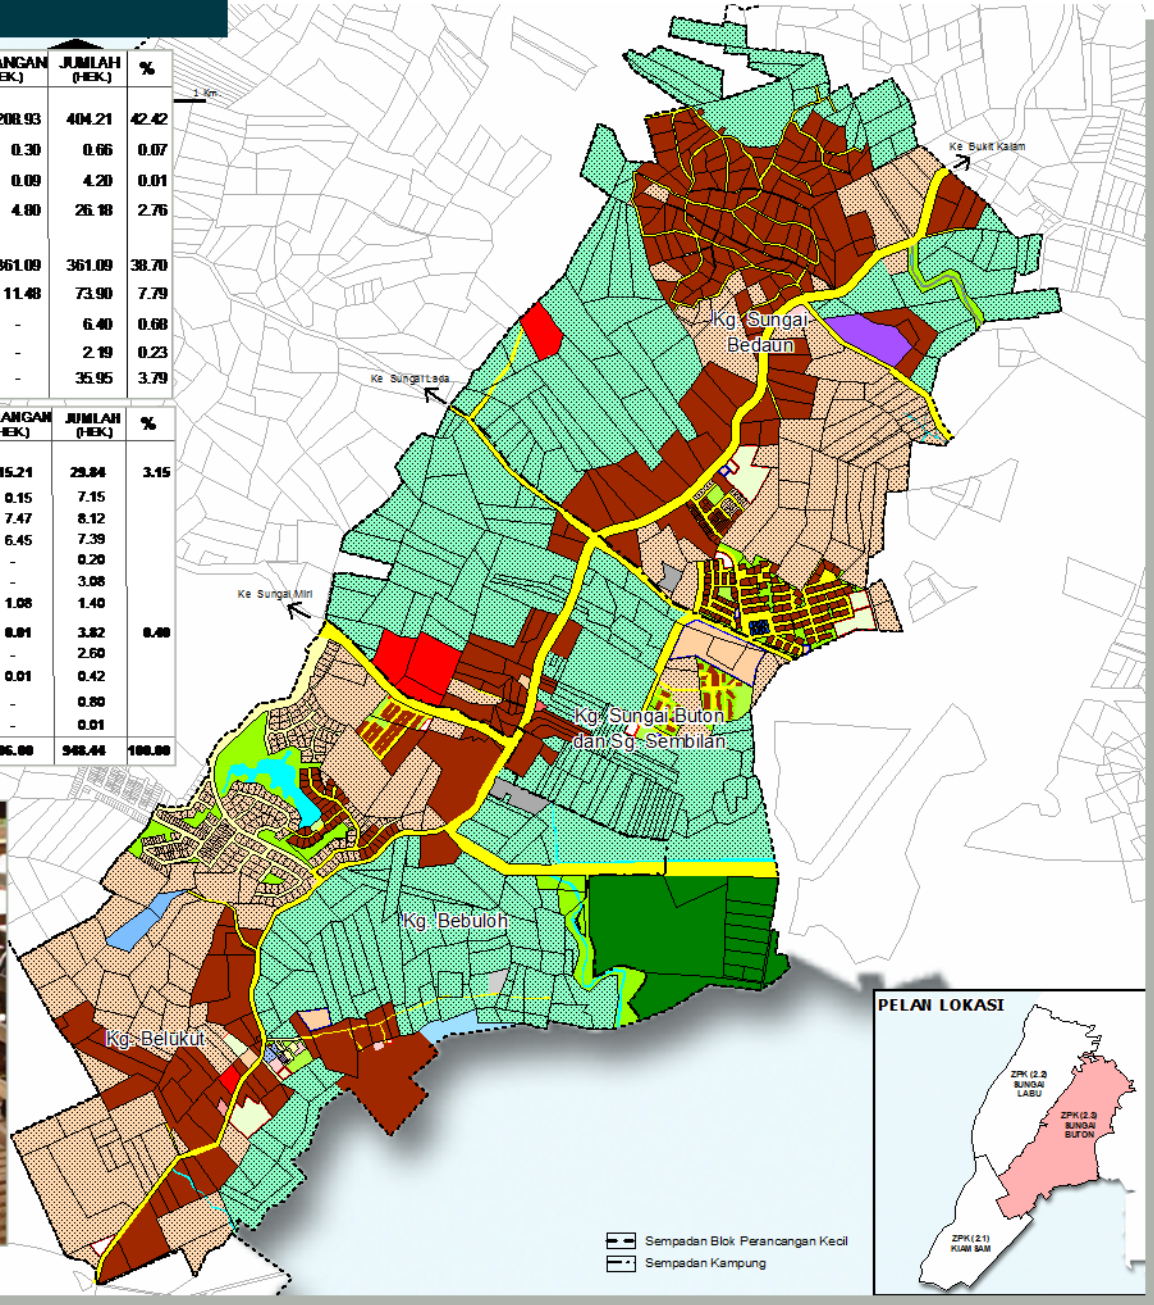 JUMLAH
(HEK.)
%
208.93 404.21 42.42
0.30 0.66 0.07
0.09 4.20 0.01
4.80 26.18 2.76
361.09 361.09 38.70
11.48 73.90 7.79
- 6.40 0.68
- 2.19 0.23
- 35.95 3.79
JUMLAH
(HEK.)
%
15.21 29.84 3.15
0.15 7.15
7.47 8.12
6.45 7.39
- 0.20
- 3.08
1.08 1.40
0.01 3.82 0.40
- 2.60
0.01 0.42
- 0.80
- 0.01
948.44 100.00
1 Km
Ke Bukit Kalam
Kg. Sungai
Bedaun
Ke Sungai Lada
Ke Sungai Miri
Kg. Sungai Buton
dan Sg. Sembilan
Kg. Bebuloh
Kg. Belukut
PELAN LOKASI
ZPK (2.2)
SUNGAI
LABU
ZPK (2.3)
SUNGAI
BUTON
ZPK (2.1)
KIAM SAM
Sempadan Blok Perancangan Kecil
Sempadan Kampung